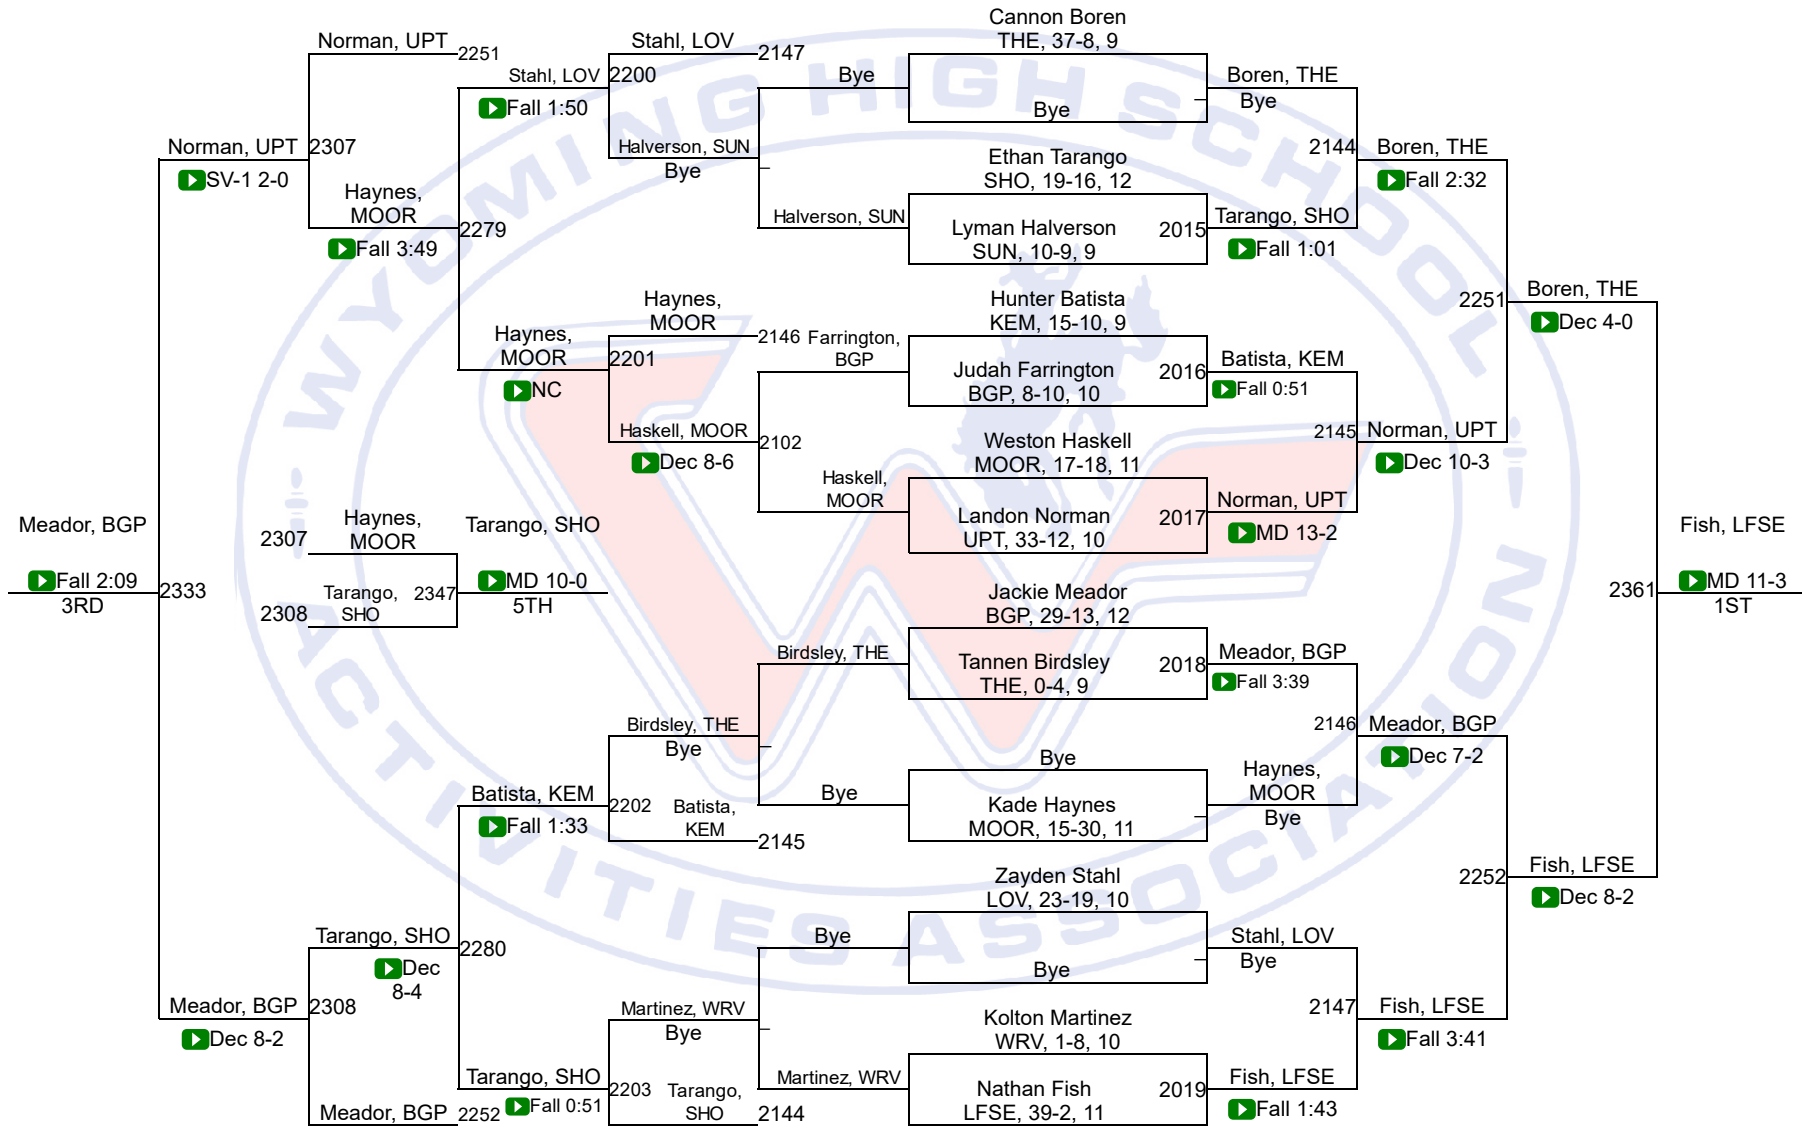 Cannon Boren
THE, 37-8, 9
Norman, UPT
2251
Stahl, LOV
2147
Stahl, LOV
2200
Fall 1:50
Bye
Bye
Boren, THE
Bye
Norman, UPT
2307
SV-1 2-0
Halverson, SUN
Bye
Ethan Tarango
SHO, 19-16, 12
2144
Boren, THE
Fall 2:32
Haynes,
MOOR
2279
Fall 3:49
Halverson, SUN
Lyman Halverson
SUN, 10-9, 9
2015
Tarango, SHO
Fall 1:01
Haynes,
MOOR
2146
Farrington,
BGP
Hunter Batista
KEM, 15-10, 9
2251
Boren, THE
Dec 4-0
Haynes,
MOOR
2201
NC
Judah Farrington
BGP, 8-10, 10
2016
Batista, KEM
Fall 0:51
Haskell, MOOR
2102
Dec 8-6
Weston Haskell
MOOR, 17-18, 11
2145
Norman, UPT
Dec 10-3
Haskell,
MOOR
Landon Norman
UPT, 33-12, 10
2017
Norman, UPT
MD 13-2
Meador, BGP
Fall 2:09
3RD
2333
2307
Haynes,
MOOR
2308
Tarango,
SHO
2347
Tarango, SHO
MD 10-0
5TH
Fish, LFSE
2361
MD 11-3
1ST
Jackie Meador
BGP, 29-13, 12
Birdsley, THE
Tannen Birdsley
THE, 0-4, 9
2018
Meador, BGP
Fall 3:39
Birdsley, THE
Bye
2146
Meador, BGP
Dec 7-2
Bye
Bye
Kade Haynes
MOOR, 15-30, 11
Haynes,
MOOR
Bye
Batista, KEM
2202
Fall 1:33
Batista,
KEM
2145
Zayden Stahl
LOV, 23-19, 10
2252
Fish, LFSE
Dec 8-2
Tarango, SHO
2280
Dec
8-4
Bye
Bye
Stahl, LOV
Bye
Meador, BGP
2308
Dec 8-2
Martinez, WRV
Bye
Kolton Martinez
WRV, 1-8, 10
2147
Fish, LFSE
Fall 3:41
Tarango, SHO
2203
Fall 0:51
Tarango,
SHO
2144
Martinez, WRV
Nathan Fish
LFSE, 39-2, 11
2019
Fish, LFSE
Fall 1:43
Meador, BGP
2252
WYOMING HIGH SCHOOL
ACTIVITIES ASSOCIATION